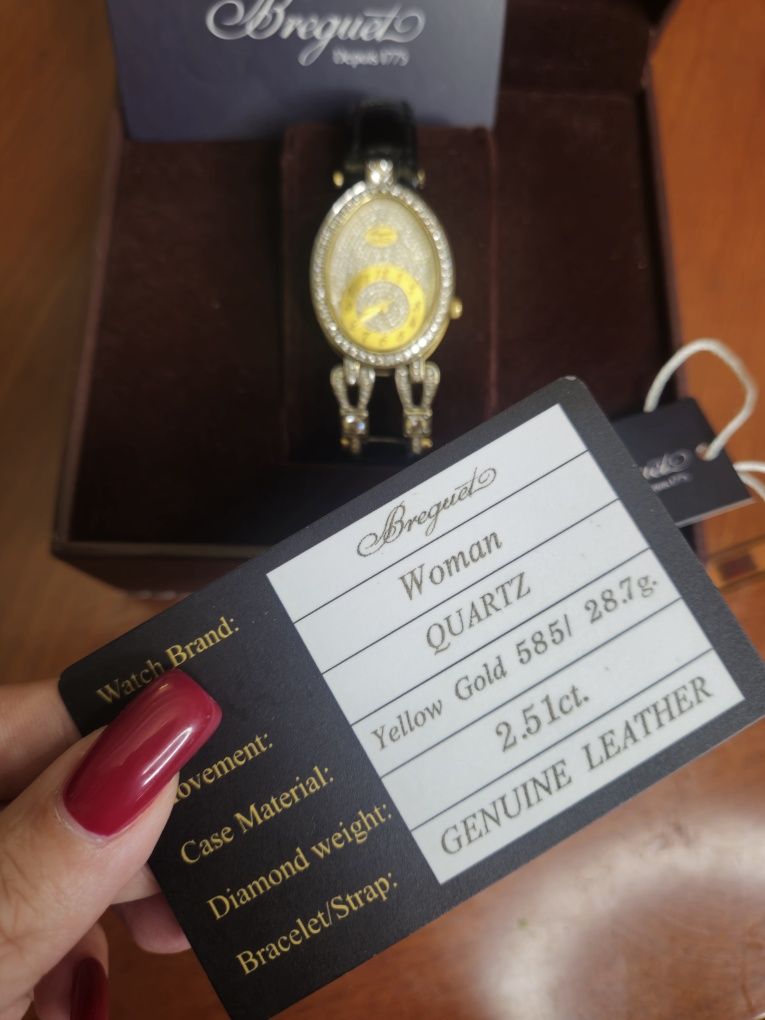 Breguet
Depuis 1775
Breguet
Watch Brand:
Woman
QUARTZ
Movement:
Yellow Gold 585/ 28.7g.
Case Material:
2.51ct.
Diamond weight:
GENUINE LEATHER
Bracelet/Strap: